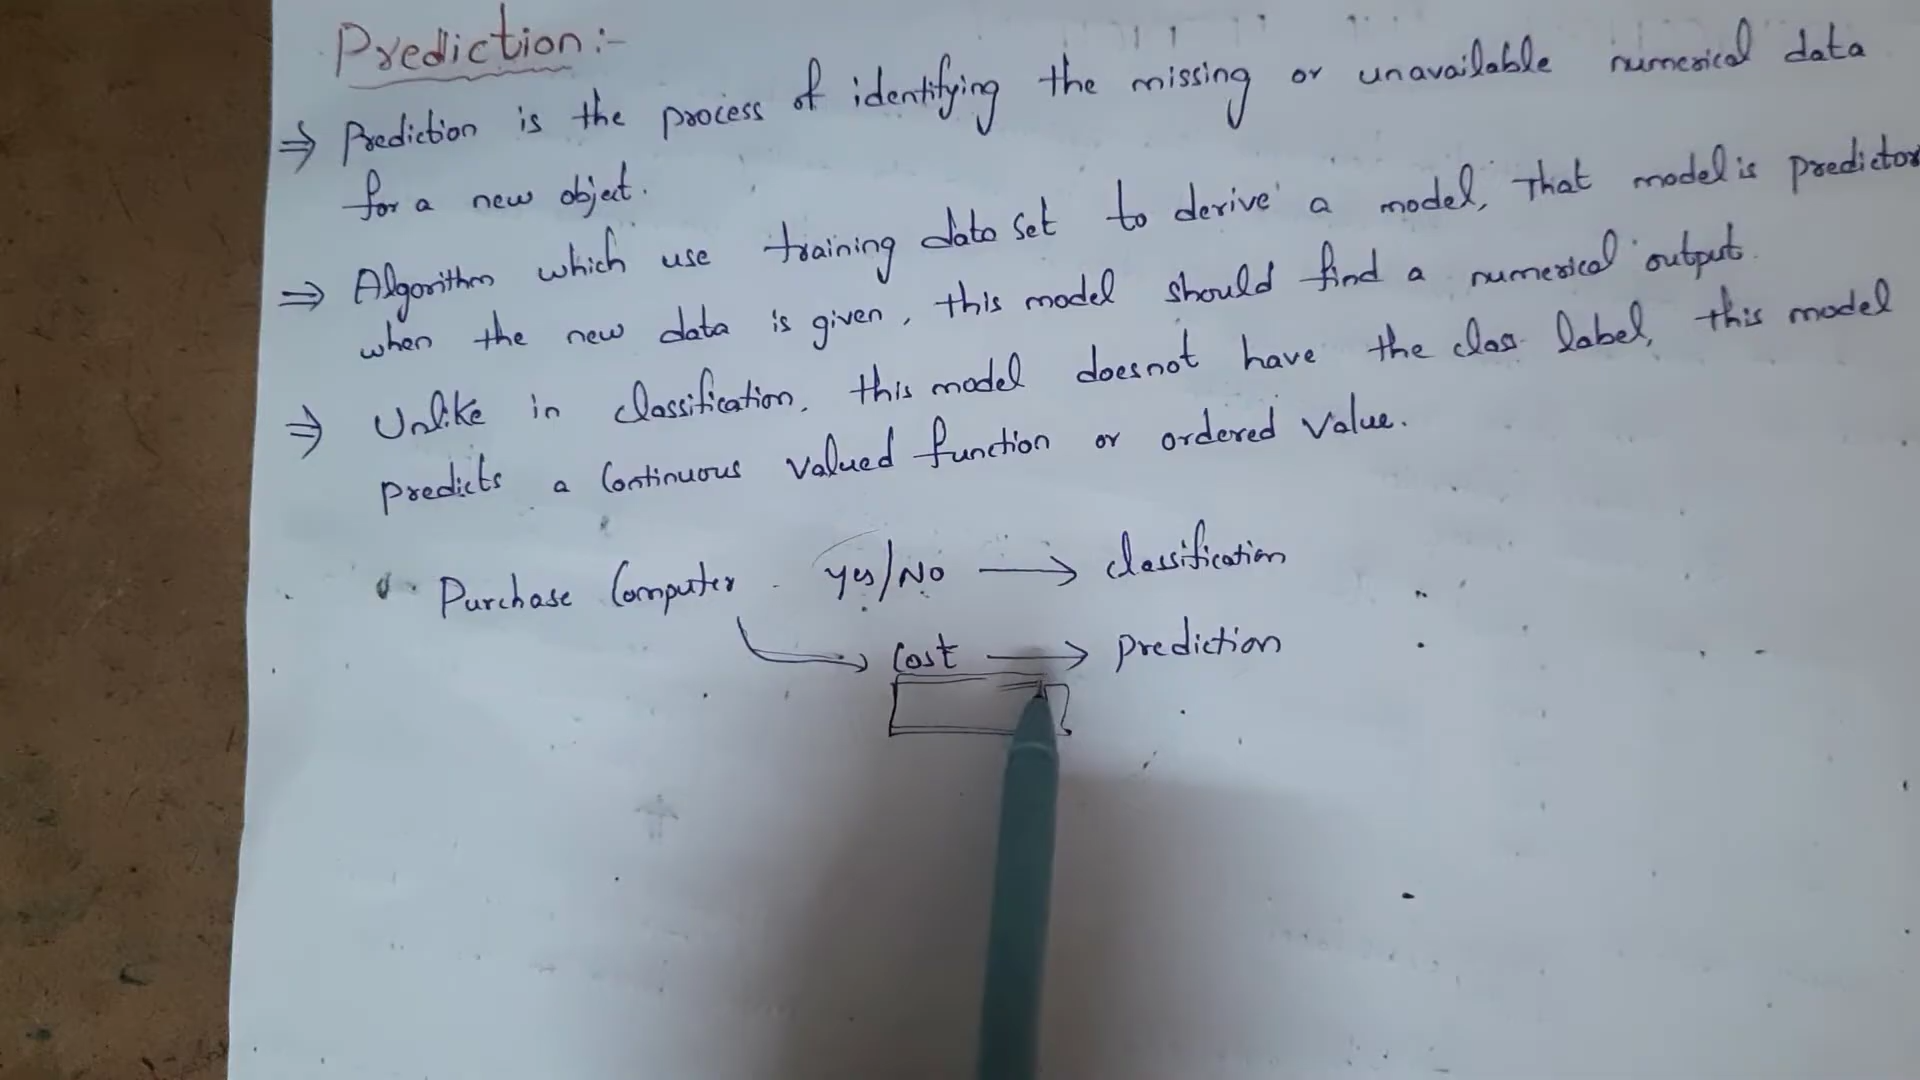 Prediction :-
⇒ Prediction is the process of identifying the missing or unavailable numerical data
for a new object.
⇒ Algorithm which use training data set to derive a model, That model is predictor
when the new data is given, this model should find a numerical output.
⇒ Unlike in classification, this model doesnot have the class label, this model
predicts a Continuous valued function or ordered value.
Purchase Computer yes/No → classification
Cost → prediction